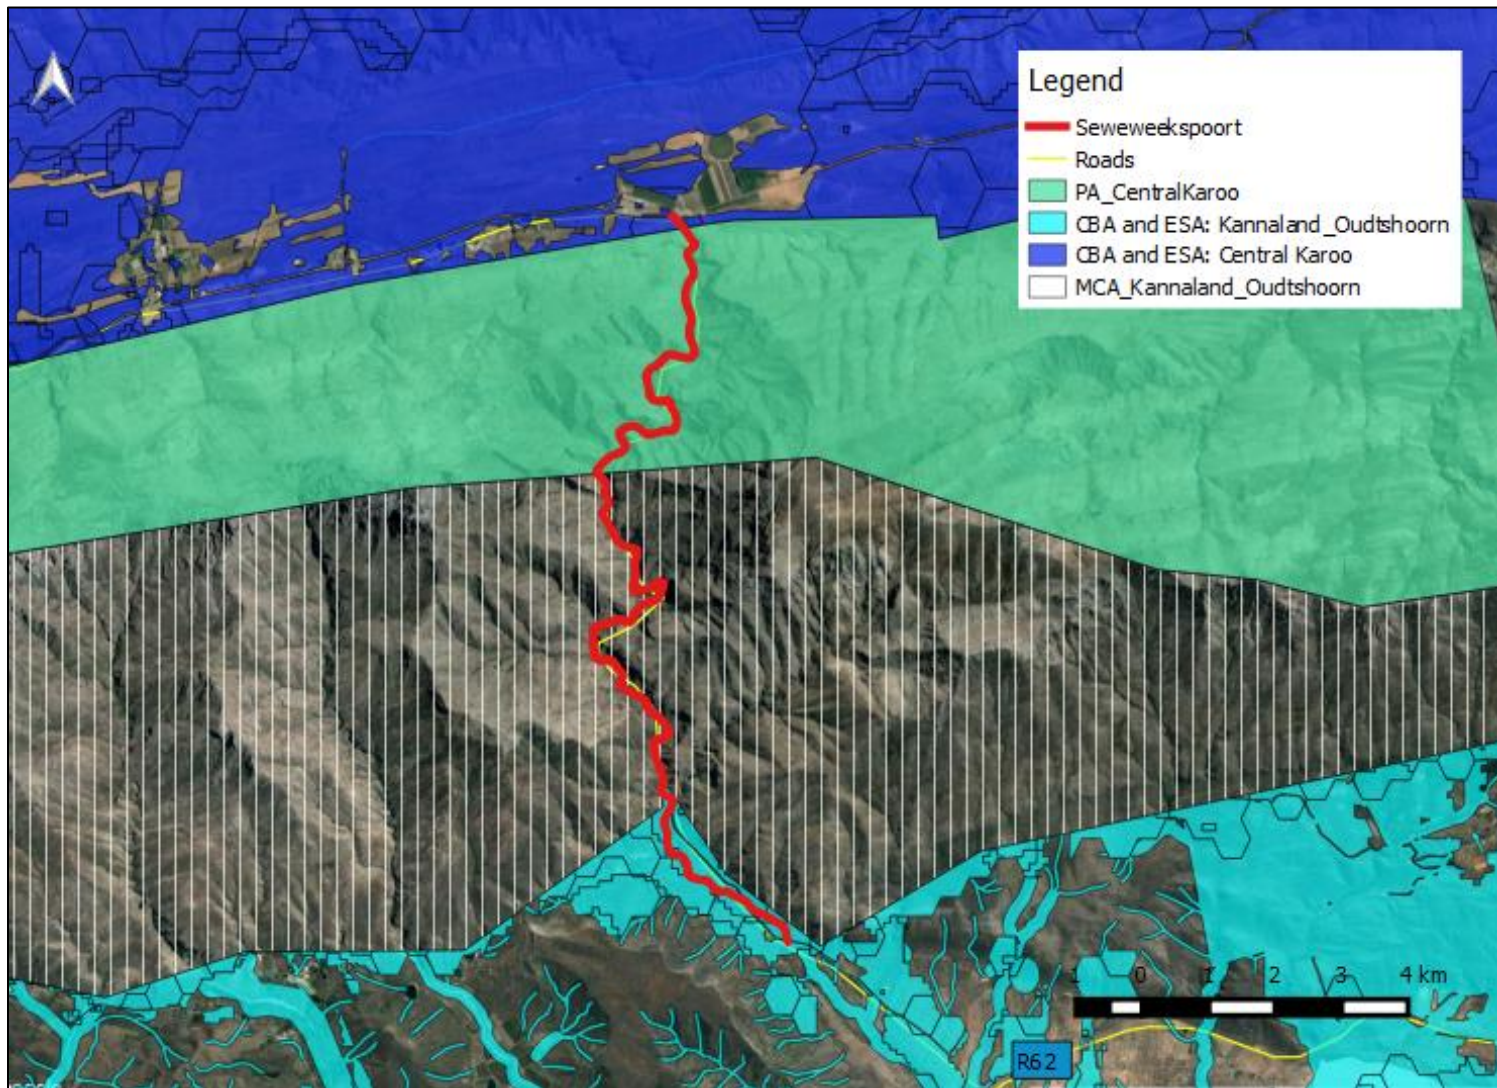 Legend
Seweweekspoort
Roads
PA_CentralKaroo
CBA and ESA: Kannaland_Oudtshoorn
CBA and ESA: Central Karoo
MCA_Kannaland_Oudtshoorn
1 0 1 2 3 4 km
R62